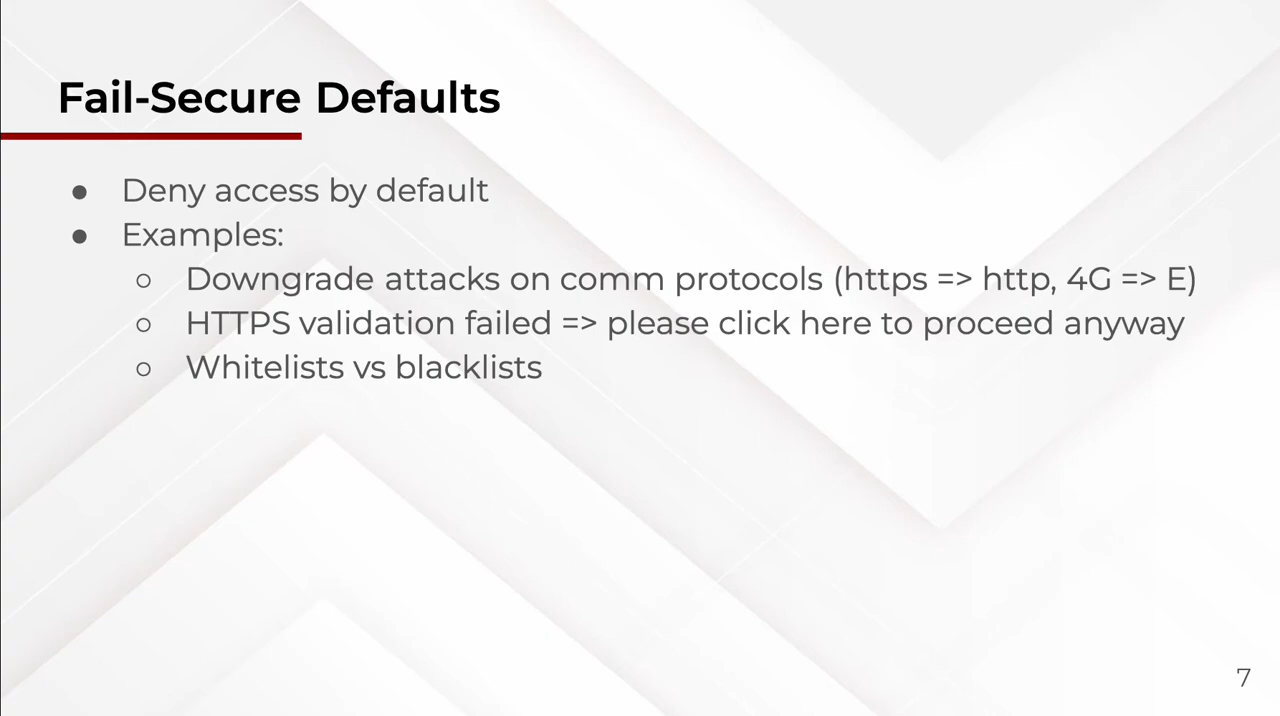 Fail-Secure Defaults
● Deny access by default
● Examples:
○ Downgrade attacks on comm protocols (https => http, 4G => E)
○ HTTPS validation failed => please click here to proceed anyway
○ Whitelists vs blacklists
7